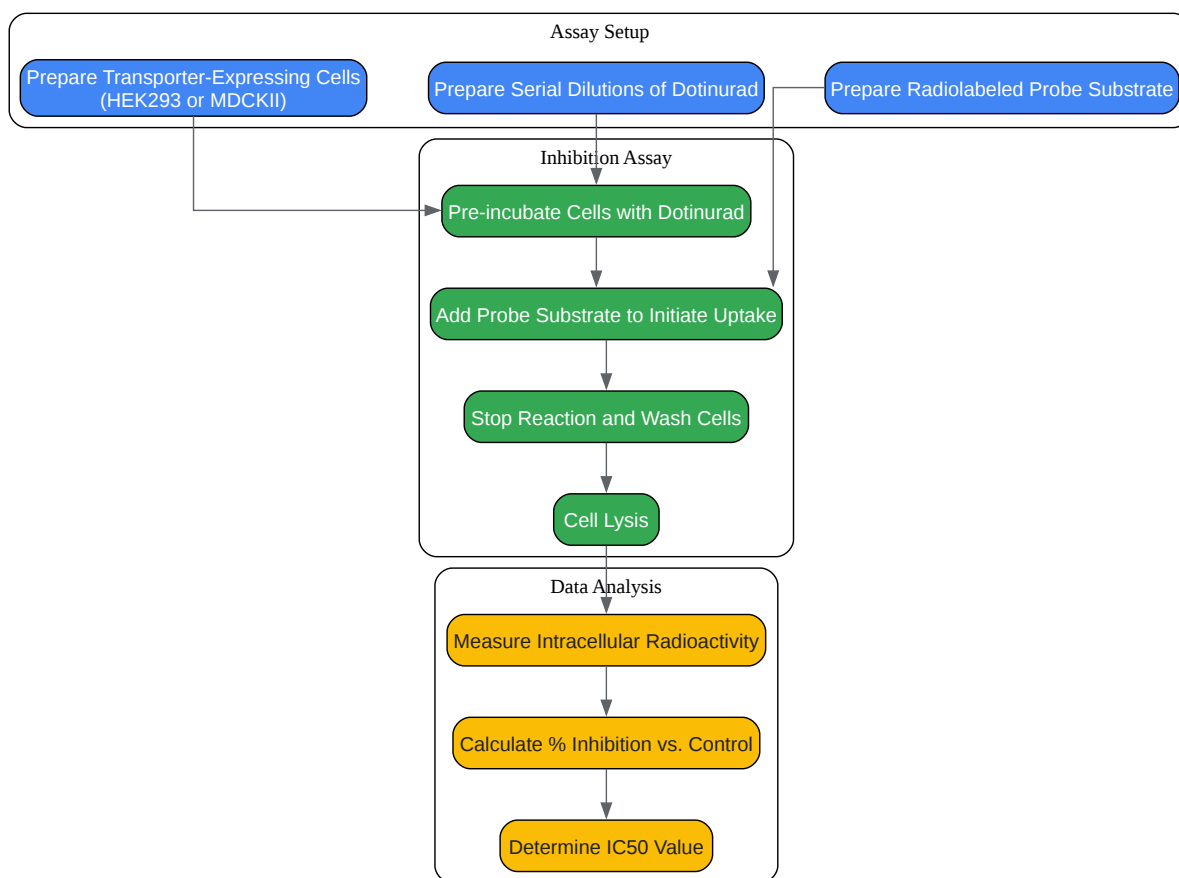 Assay Setup
Prepare Transporter-Expressing Cells
(HEK293 or MDCKII)
Prepare Serial Dilutions of Dotinurad
Prepare Radiolabeled Probe Substrate
Inhibition Assay
Pre-incubate Cells with Dotinurad
Add Probe Substrate to Initiate Uptake
Stop Reaction and Wash Cells
Cell Lysis
Data Analysis
Measure Intracellular Radioactivity
Calculate % Inhibition vs. Control
Determine IC50 Value